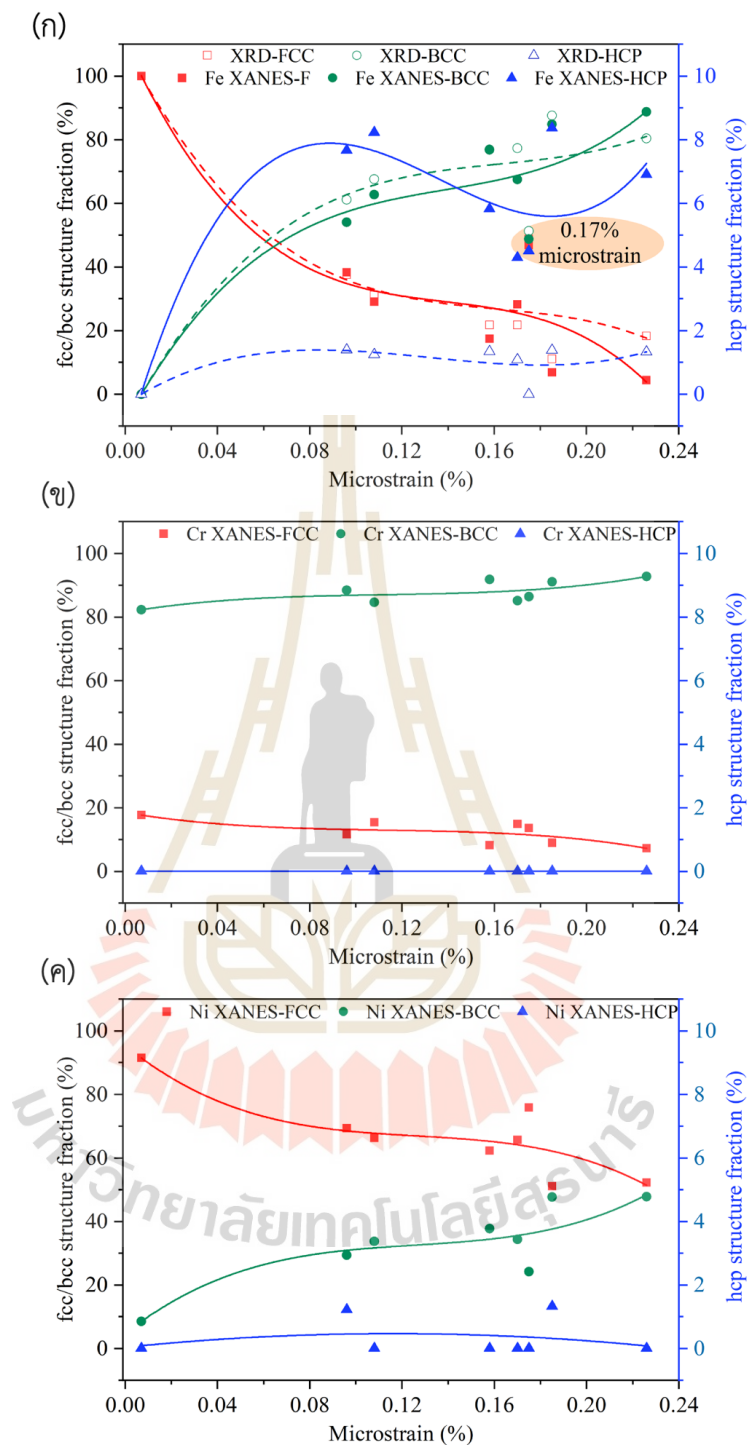 (ก)
XRD-FCC XRD-BCC XRD-HCP
Fe XANES-F Fe XANES-BCC Fe XANES-HCP
fcc/bcc structure fraction (%)
100
80
60
40
20
0
0.17%
microstrain
hcp structure fraction (%)
10
8
6
4
2
0
0.00 0.04 0.08 0.12 0.16 0.20 0.24
Microstrain (%)
(ข)
Cr XANES-FCC Cr XANES-BCC Cr XANES-HCP
fcc/bcc structure fraction (%)
100
80
60
40
20
0
hcp structure fraction (%)
10
8
6
4
2
0
0.00 0.04 0.08 0.12 0.16 0.20 0.24
Microstrain (%)
(ค)
Ni XANES-FCC Ni XANES-BCC Ni XANES-HCP
fcc/bcc structure fraction (%)
100
80
60
40
20
0
hcp structure fraction (%)
10
8
6
4
2
0
0.00 0.04 0.08 0.12 0.16 0.20 0.24
Microstrain (%)
มหาวิทยาลัยเทคโนโลยีสุรนารี